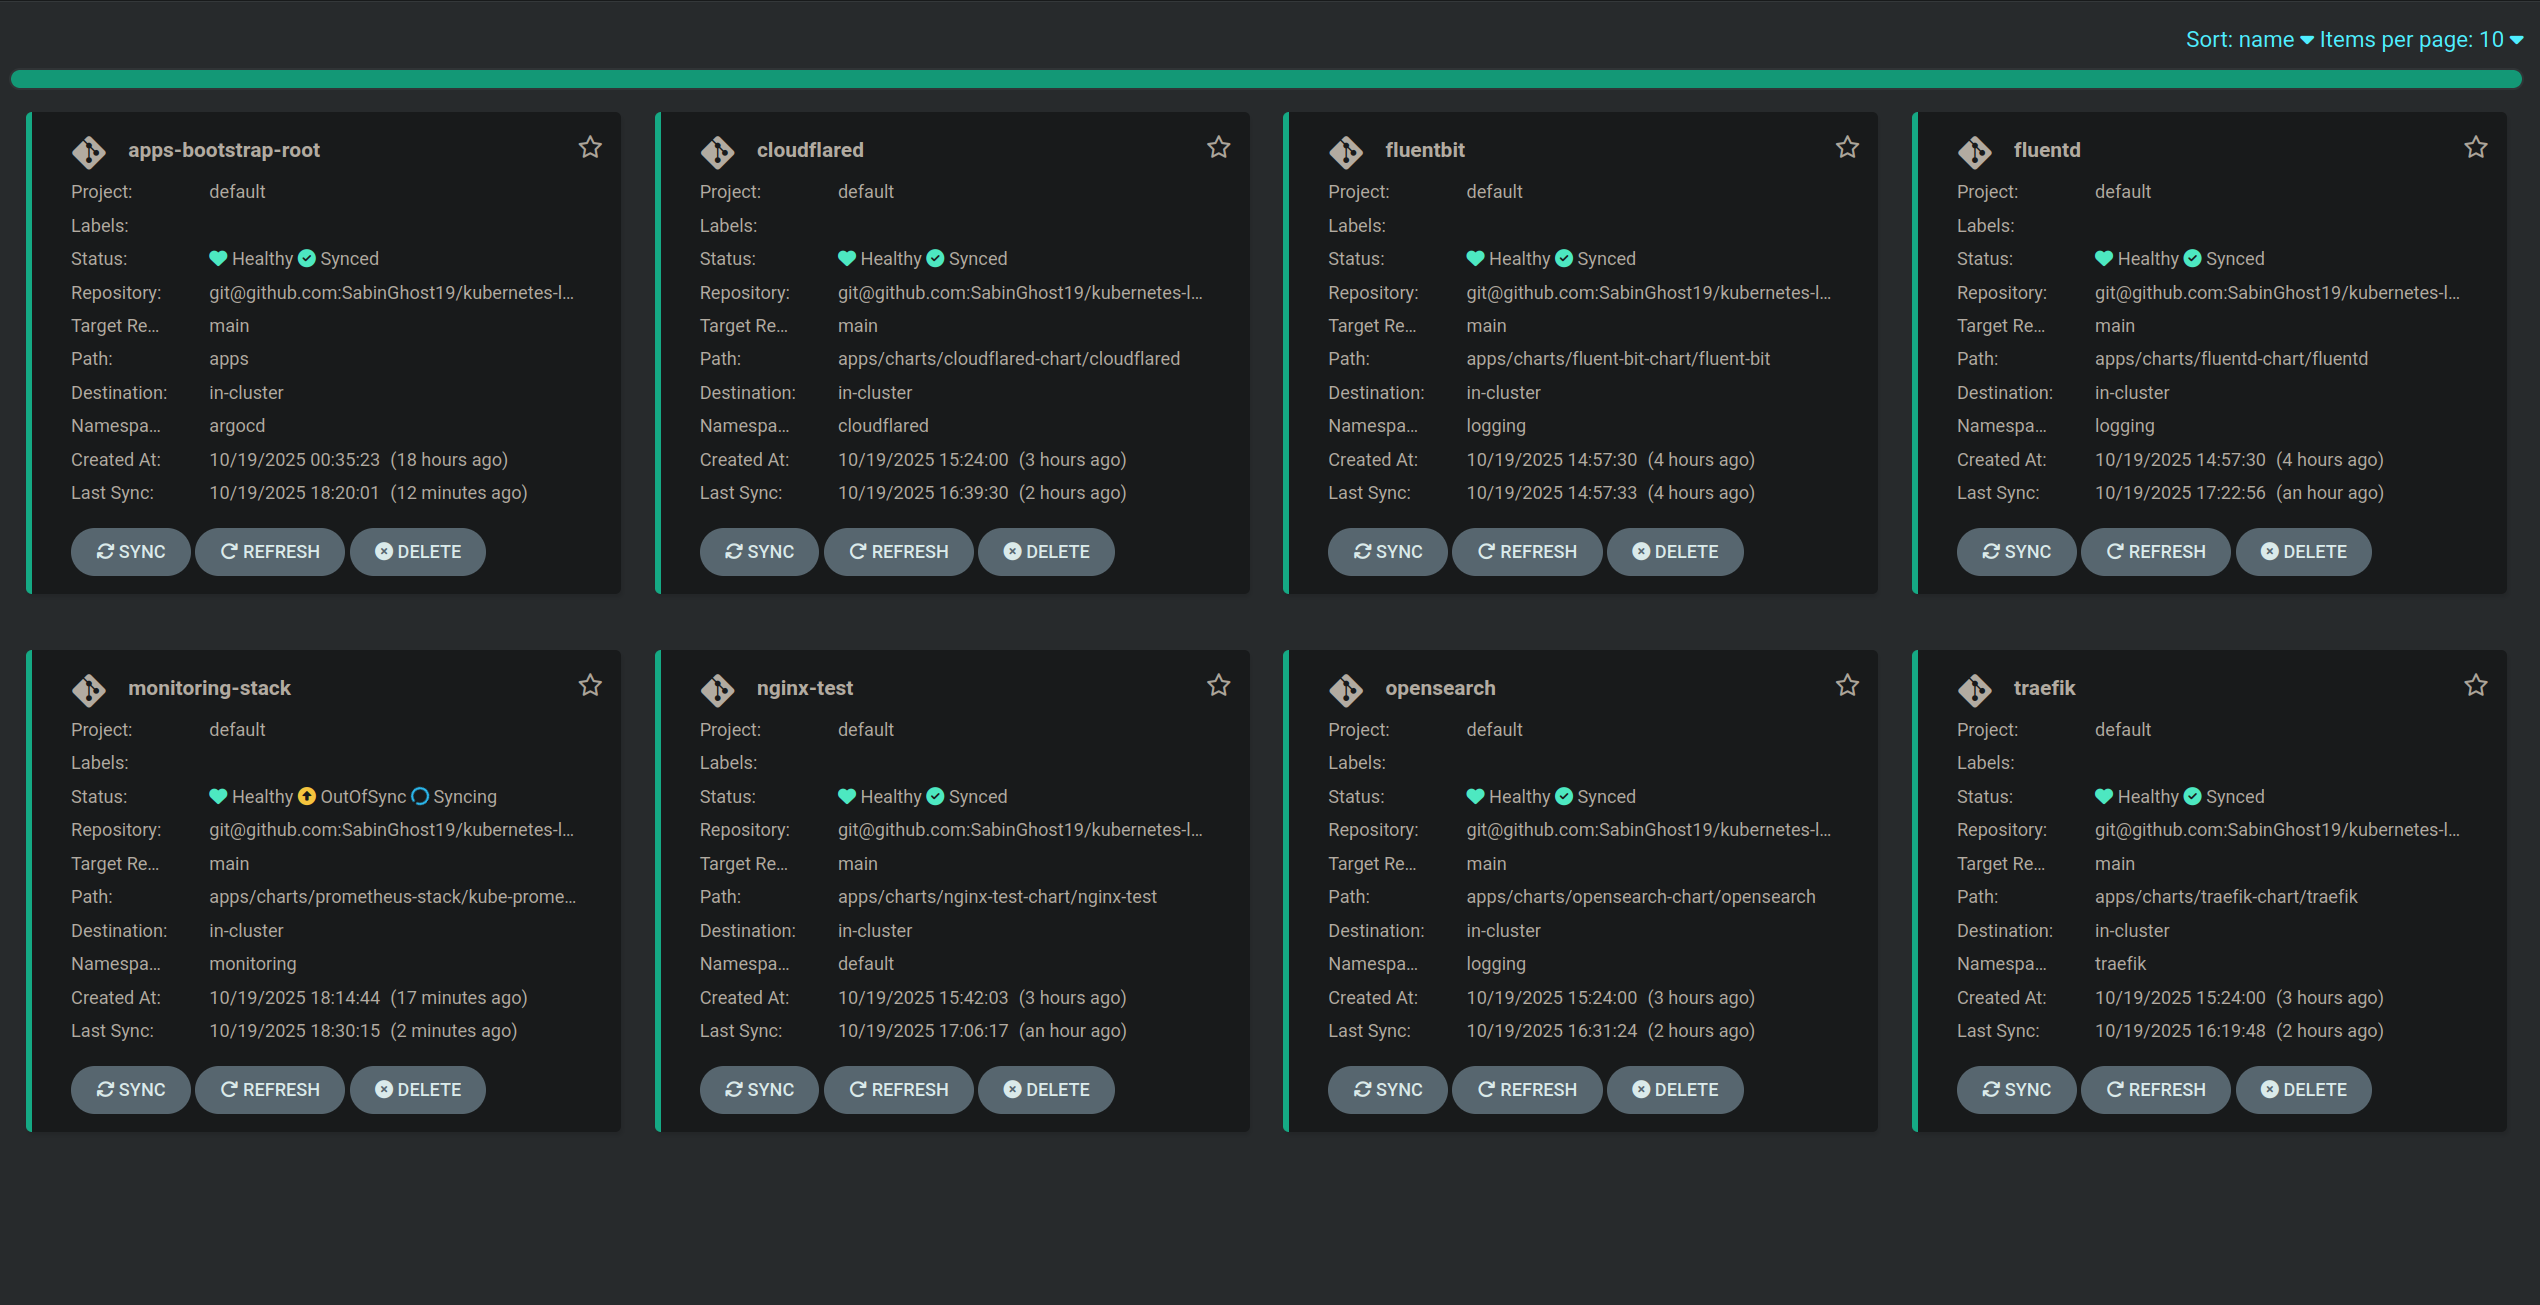 Sort: name Items per page: 10
apps-bootstrap-root
Project: default
Labels:
Status: Healthy Synced
Repository: git@github.com:SabinGhost19/kubernetes-l...
Target Re... main
Path: apps
Destination: in-cluster
Namespa... argocd
Created At: 10/19/2025 00:35:23 (18 hours ago)
Last Sync: 10/19/2025 18:20:01 (12 minutes ago)
SYNC REFRESH DELETE
cloudflared
Project: default
Labels:
Status: Healthy Synced
Repository: git@github.com:SabinGhost19/kubernetes-l...
Target Re... main
Path: apps/charts/cloudflared-chart/cloudflared
Destination: in-cluster
Namespa... cloudflared
Created At: 10/19/2025 15:24:00 (3 hours ago)
Last Sync: 10/19/2025 16:39:30 (2 hours ago)
SYNC REFRESH DELETE
fluentbit
Project: default
Labels:
Status: Healthy Synced
Repository: git@github.com:SabinGhost19/kubernetes-l...
Target Re... main
Path: apps/charts/fluent-bit-chart/fluent-bit
Destination: in-cluster
Namespa... logging
Created At: 10/19/2025 14:57:30 (4 hours ago)
Last Sync: 10/19/2025 14:57:33 (4 hours ago)
SYNC REFRESH DELETE
fluentd
Project: default
Labels:
Status: Healthy Synced
Repository: git@github.com:SabinGhost19/kubernetes-l...
Target Re... main
Path: apps/charts/fluentd-chart/fluentd
Destination: in-cluster
Namespa... logging
Created At: 10/19/2025 14:57:30 (4 hours ago)
Last Sync: 10/19/2025 17:22:56 (an hour ago)
SYNC REFRESH DELETE
monitoring-stack
Project: default
Labels:
Status: Healthy OutOfSync Syncing
Repository: git@github.com:SabinGhost19/kubernetes-l...
Target Re... main
Path: apps/charts/prometheus-stack/kube-prome...
Destination: in-cluster
Namespa... monitoring
Created At: 10/19/2025 18:14:44 (17 minutes ago)
Last Sync: 10/19/2025 18:30:15 (2 minutes ago)
SYNC REFRESH DELETE
nginx-test
Project: default
Labels:
Status: Healthy Synced
Repository: git@github.com:SabinGhost19/kubernetes-l...
Target Re... main
Path: apps/charts/nginx-test-chart/nginx-test
Destination: in-cluster
Namespa... default
Created At: 10/19/2025 15:42:03 (3 hours ago)
Last Sync: 10/19/2025 17:06:17 (an hour ago)
SYNC REFRESH DELETE
opensearch
Project: default
Labels:
Status: Healthy Synced
Repository: git@github.com:SabinGhost19/kubernetes-l...
Target Re... main
Path: apps/charts/opensearch-chart/opensearch
Destination: in-cluster
Namespa... logging
Created At: 10/19/2025 15:24:00 (3 hours ago)
Last Sync: 10/19/2025 16:31:24 (2 hours ago)
SYNC REFRESH DELETE
traefik
Project: default
Labels:
Status: Healthy Synced
Repository: git@github.com:SabinGhost19/kubernetes-l...
Target Re... main
Path: apps/charts/traefik-chart/traefik
Destination: in-cluster
Namespa... traefik
Created At: 10/19/2025 15:24:00 (3 hours ago)
Last Sync: 10/19/2025 16:19:48 (2 hours ago)
SYNC REFRESH DELETE